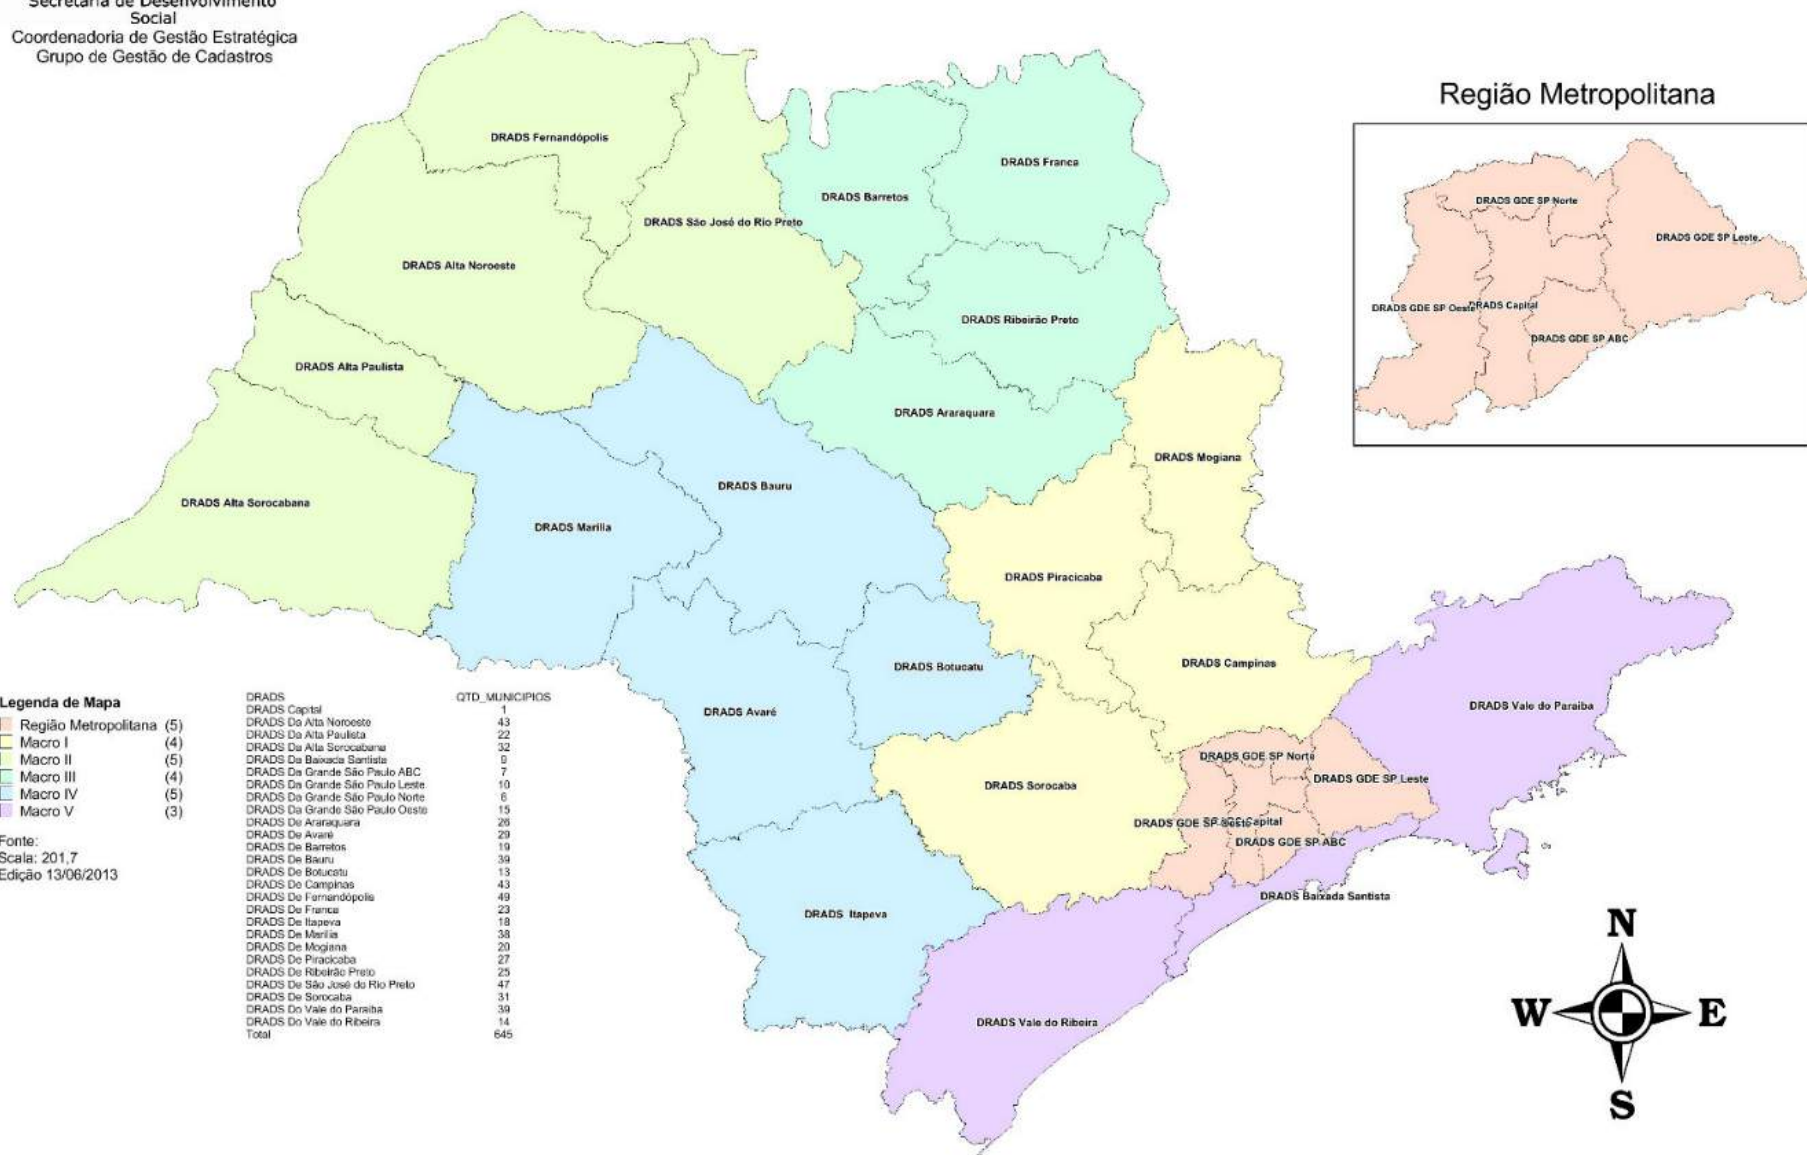 Secretaria de Desenvolvimento
Social
Coordenadoria de Gestão Estratégica
Grupo de Gestão de Cadastros
Região Metropolitana
DRADS GDE SP Norte
DRADS GDE SP Leste
DRADS GDE SP Oeste
DRADS Capital
DRADS GDE SP ABC
DRADS Fernandópolis
DRADS Franca
DRADS Barretos
DRADS São José do Rio Preto
DRADS Alta Noroeste
DRADS Ribeirão Preto
DRADS Alta Paulista
DRADS Araraquara
DRADS Mogiana
DRADS Bauru
DRADS Alta Sorocabana
DRADS Marília
DRADS Piracicaba
DRADS Botucatu
DRADS Campinas
DRADS Vale do Paraiba
DRADS Avaré
DRADS GDE SP Norte
DRADS GDE SP Leste
DRADS Sorocaba
DRADS GDE SP Oeste
Capital
DRADS GDE SP ABC
DRADS Baixada Santista
DRADS Itapeva
DRADS Vale do Ribeira
Legenda de Mapa
Região Metropolitana (5)
Macro I (4)
Macro II (5)
Macro III (4)
Macro IV (5)
Macro V (3)
Fonte:
Scala: 201,7
Edição 13/06/2013
DRADS QTD_MUNICIPIOS
DRADS Capital 1
DRADS Da Alta Noroeste 43
DRADS Da Alta Paulista 22
DRADS Da Alta Sorocabana 32
DRADS Da Baixada Santista 9
DRADS Da Grande São Paulo ABC 7
DRADS Da Grande São Paulo Leste 10
DRADS Da Grande São Paulo Norte 6
DRADS Da Grande São Paulo Oeste 15
DRADS De Araraquara 26
DRADS De Avaré 29
DRADS De Barretos 19
DRADS De Bauru 39
DRADS De Botucatu 13
DRADS De Campinas 43
DRADS De Fernandópolis 49
DRADS De Franca 23
DRADS De Itapeva 18
DRADS De Marília 38
DRADS De Mogiana 20
DRADS De Piracicaba 27
DRADS De Ribeirão Preto 25
DRADS De São José do Rio Preto 47
DRADS De Sorocaba 31
DRADS Do Vale do Paraiba 39
DRADS Do Vale do Ribeira 14
Total 645
N
W E
S